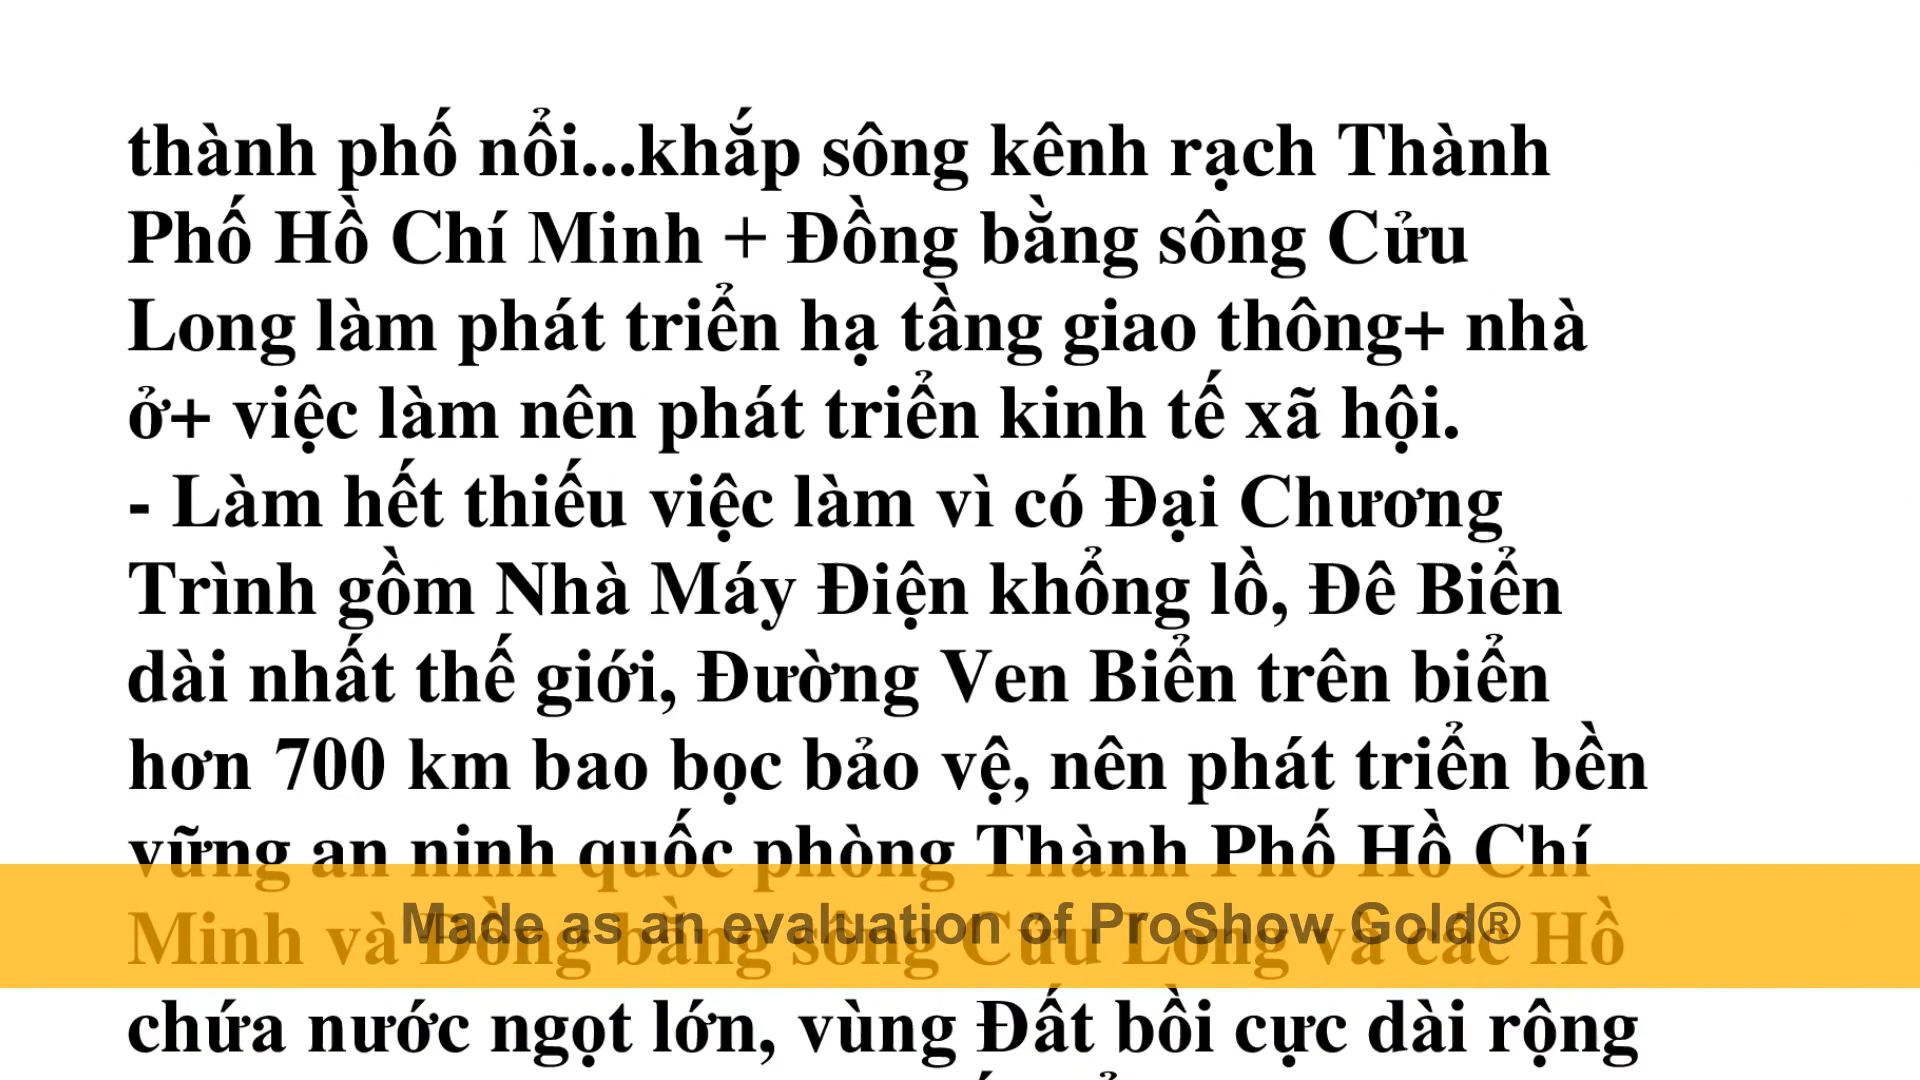 thành phố nổi...khắp sông kênh rạch Thành
Phố Hồ Chí Minh + Đồng bằng sông Cửu
Long làm phát triển hạ tầng giao thông+ nhà
ở+ việc làm nên phát triển kinh tế xã hội.
- Làm hết thiếu việc làm vì có Đại Chương
Trình gồm Nhà Máy Điện khổng lồ, Đê Biển
dài nhất thế giới, Đường Ven Biển trên biển
hơn 700 km bao bọc bảo vệ, nên phát triển bền
vững an ninh quốc phòng Thành Phố Hồ Chí
Minh và Đồng bằng sông Cửu Long và các Hồ
Made as an evaluation of ProShow Gold®
chứa nước ngọt lớn, vùng Đất bồi cực dài rộng